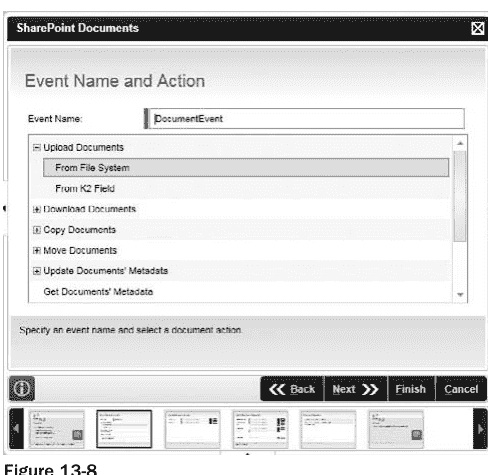 SharePoint Documents
Event Name and Action
Event Name:
DocumentEvent
Upload Documents
From File System
From K2 Field
Download Documents
Copy Documents
Move Documents
Update Documents' Metadata
Get Documents' Metadata
Specify an event name and select a document action.
Back Next Finish Cancel
Figure 13-8